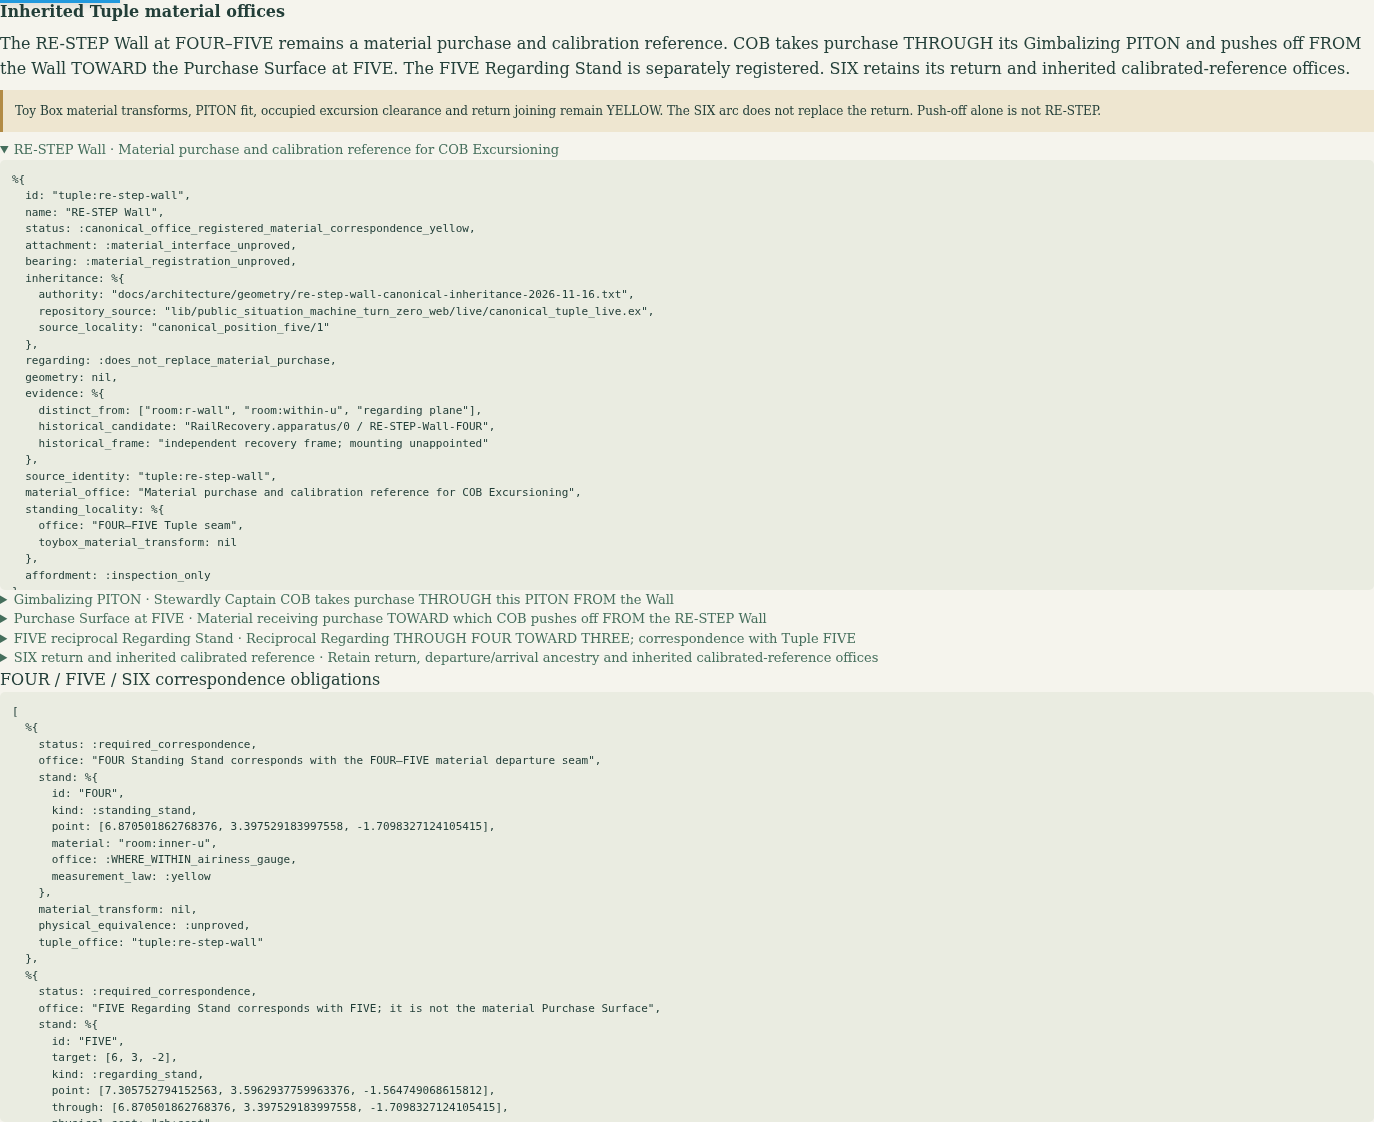 Inherited Tuple material offices
The RE-STEP Wall at FOUR–FIVE remains a material purchase and calibration reference. COB takes purchase THROUGH its Gimbalizing PITON and pushes off FROM
the Wall TOWARD the Purchase Surface at FIVE. The FIVE Regarding Stand is separately registered. SIX retains its return and inherited calibrated-reference offices.
Toy Box material transforms, PITON fit, occupied excursion clearance and return joining remain YELLOW. The SIX arc does not replace the return. Push-off alone is not RE-STEP.
▼ RE-STEP Wall · Material purchase and calibration reference for COB Excursioning
%{
  id: "tuple:re-step-wall",
  name: "RE-STEP Wall",
  status: :canonical_office_registered_material_correspondence_yellow,
  attachment: :material_interface_unproved,
  bearing: :material_registration_unproved,
  inheritance: %{
    authority: "docs/architecture/geometry/re-step-wall-canonical-inheritance-2026-11-16.txt",
    repository_source: "lib/public_situation_machine_turn_zero_web/live/canonical_tuple_live.ex",
    source_locality: "canonical_position_five/1"
  },
  regarding: :does_not_replace_material_purchase,
  geometry: nil,
  evidence: %{
    distinct_from: ["room:r-wall", "room:within-u", "regarding plane"],
    historical_candidate: "RailRecovery.apparatus/0 / RE-STEP-Wall-FOUR",
    historical_frame: "independent recovery frame; mounting unappointed"
  },
  source_identity: "tuple:re-step-wall",
  material_office: "Material purchase and calibration reference for COB Excursioning",
  standing_locality: %{
    office: "FOUR–FIVE Tuple seam",
    toybox_material_transform: nil
  },
  affordment: :inspection_only
▶ Gimbalizing PITON · Stewardly Captain COB takes purchase THROUGH this PITON FROM the Wall
▶ Purchase Surface at FIVE · Material receiving purchase TOWARD which COB pushes off FROM the RE-STEP Wall
▶ FIVE reciprocal Regarding Stand · Reciprocal Regarding THROUGH FOUR TOWARD THREE; correspondence with Tuple FIVE
▶ SIX return and inherited calibrated reference · Retain return, departure/arrival ancestry and inherited calibrated-reference offices
FOUR / FIVE / SIX correspondence obligations
[
  %{
    status: :required_correspondence,
    office: "FOUR Standing Stand corresponds with the FOUR–FIVE material departure seam",
    stand: %{
      id: "FOUR",
      kind: :standing_stand,
      point: [6.870501862768376, 3.397529183997558, -1.7098327124105415],
      material: "room:inner-u",
      office: :WHERE_WITHIN_airiness_gauge,
      measurement_law: :yellow
    },
    material_transform: nil,
    physical_equivalence: :unproved,
    tuple_office: "tuple:re-step-wall"
  },
  %{
    status: :required_correspondence,
    office: "FIVE Regarding Stand corresponds with FIVE; it is not the material Purchase Surface",
    stand: %{
      id: "FIVE",
      target: [6, 3, -2],
      kind: :regarding_stand,
      point: [7.305752794152563, 3.5962937759963376, -1.564749068615812],
      through: [6.870501862768376, 3.397529183997558, -1.7098327124105415],